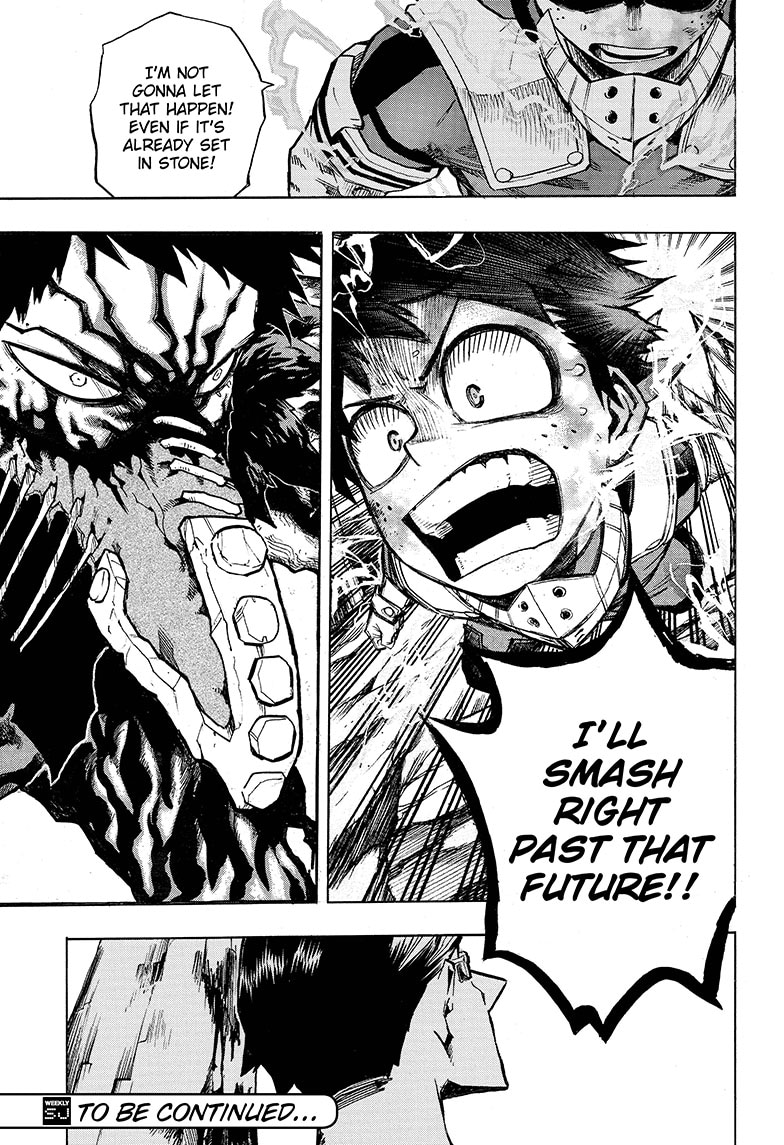 I'M NOT
GONNA LET
THAT HAPPEN!
EVEN IF IT'S
ALREADY SET
IN STONE!
I'LL
SMASH
RIGHT
PAST THAT
FUTURE!!
WEEKLY
SJ
TO BE CONTINUED...